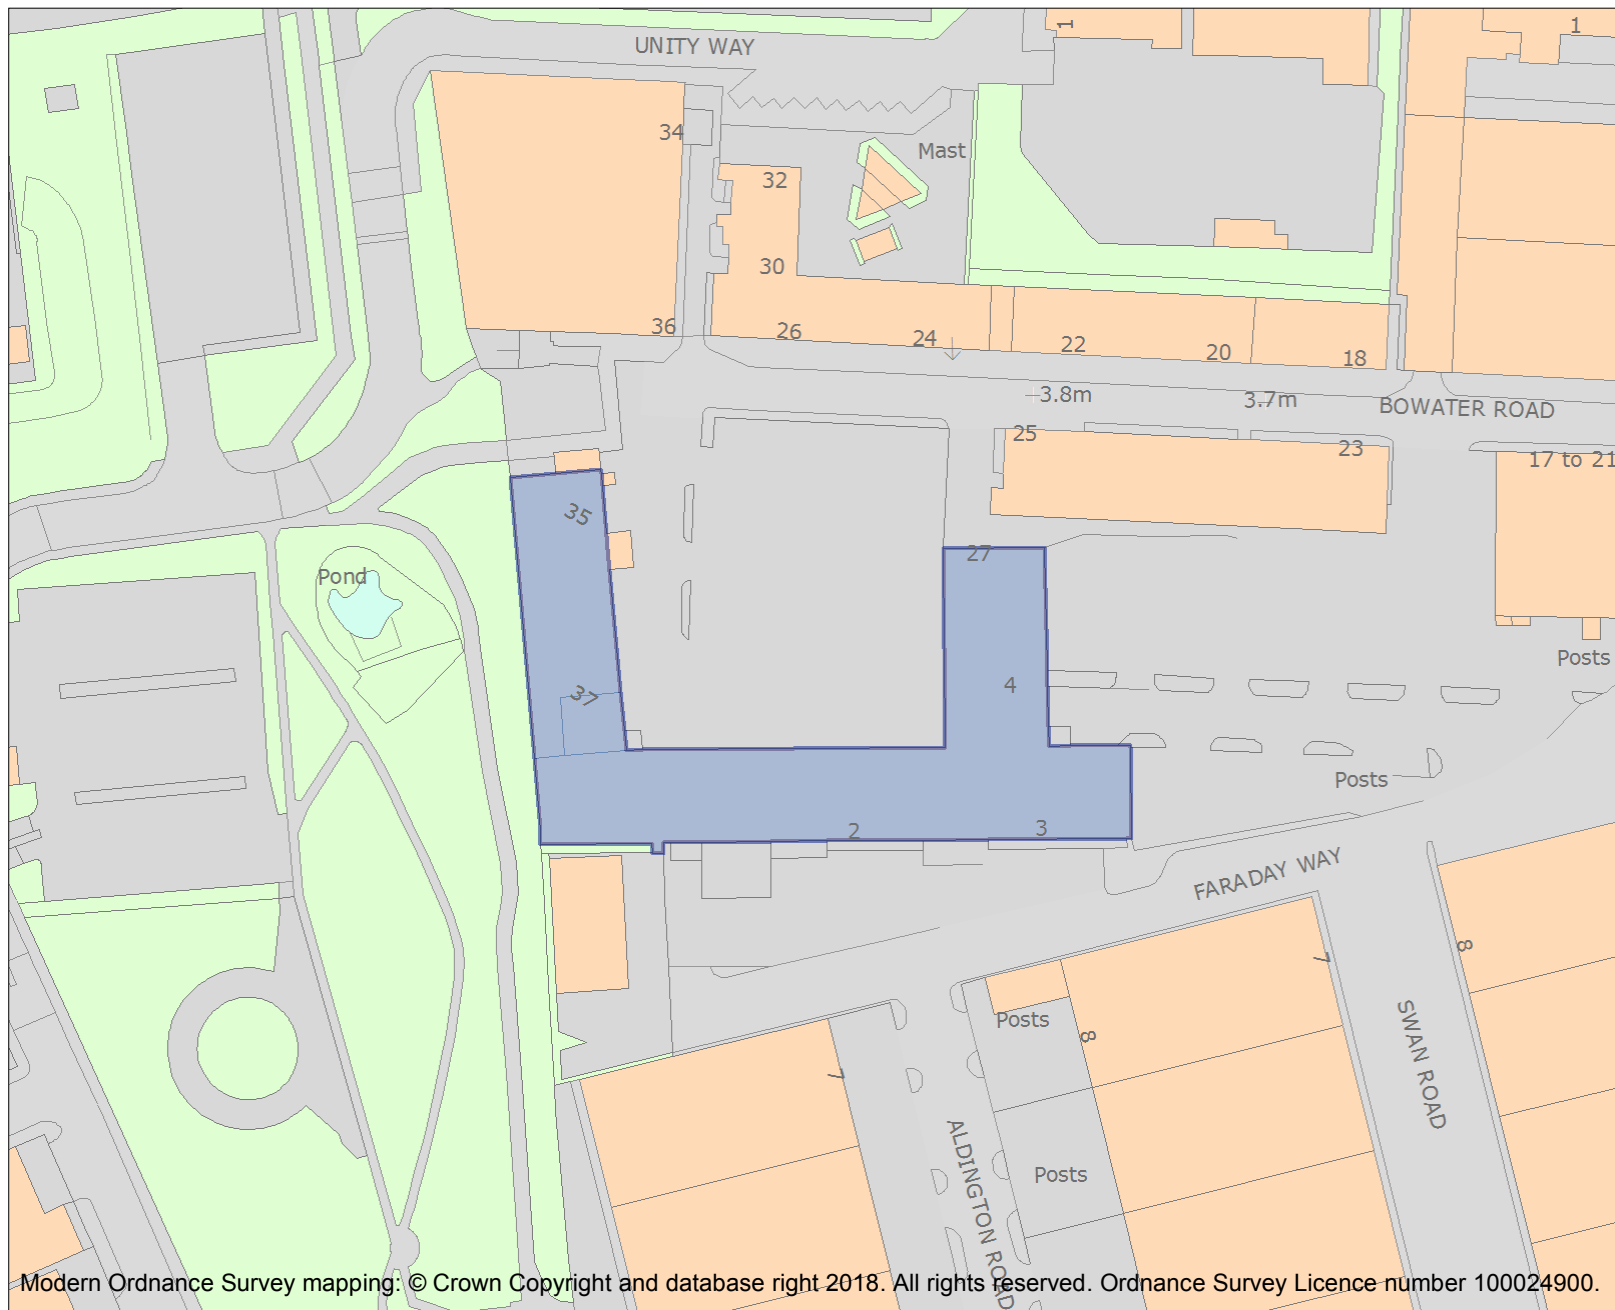 1
1
UNITY WAY
34
Mast
32
30
36
26
24
22
20
18
3.8m
3.7m
BOWATER ROAD
25
23
17 to 21
35
27
Pond
Posts
4
37
Posts
2
3
FARADAY WAY
8
7
Posts
8
SWAN ROAD
7
ALDINGTON ROAD
Posts
Modern Ordnance Survey mapping: © Crown Copyright and database right 2018. All rights reserved. Ordnance Survey Licence number 100024900.